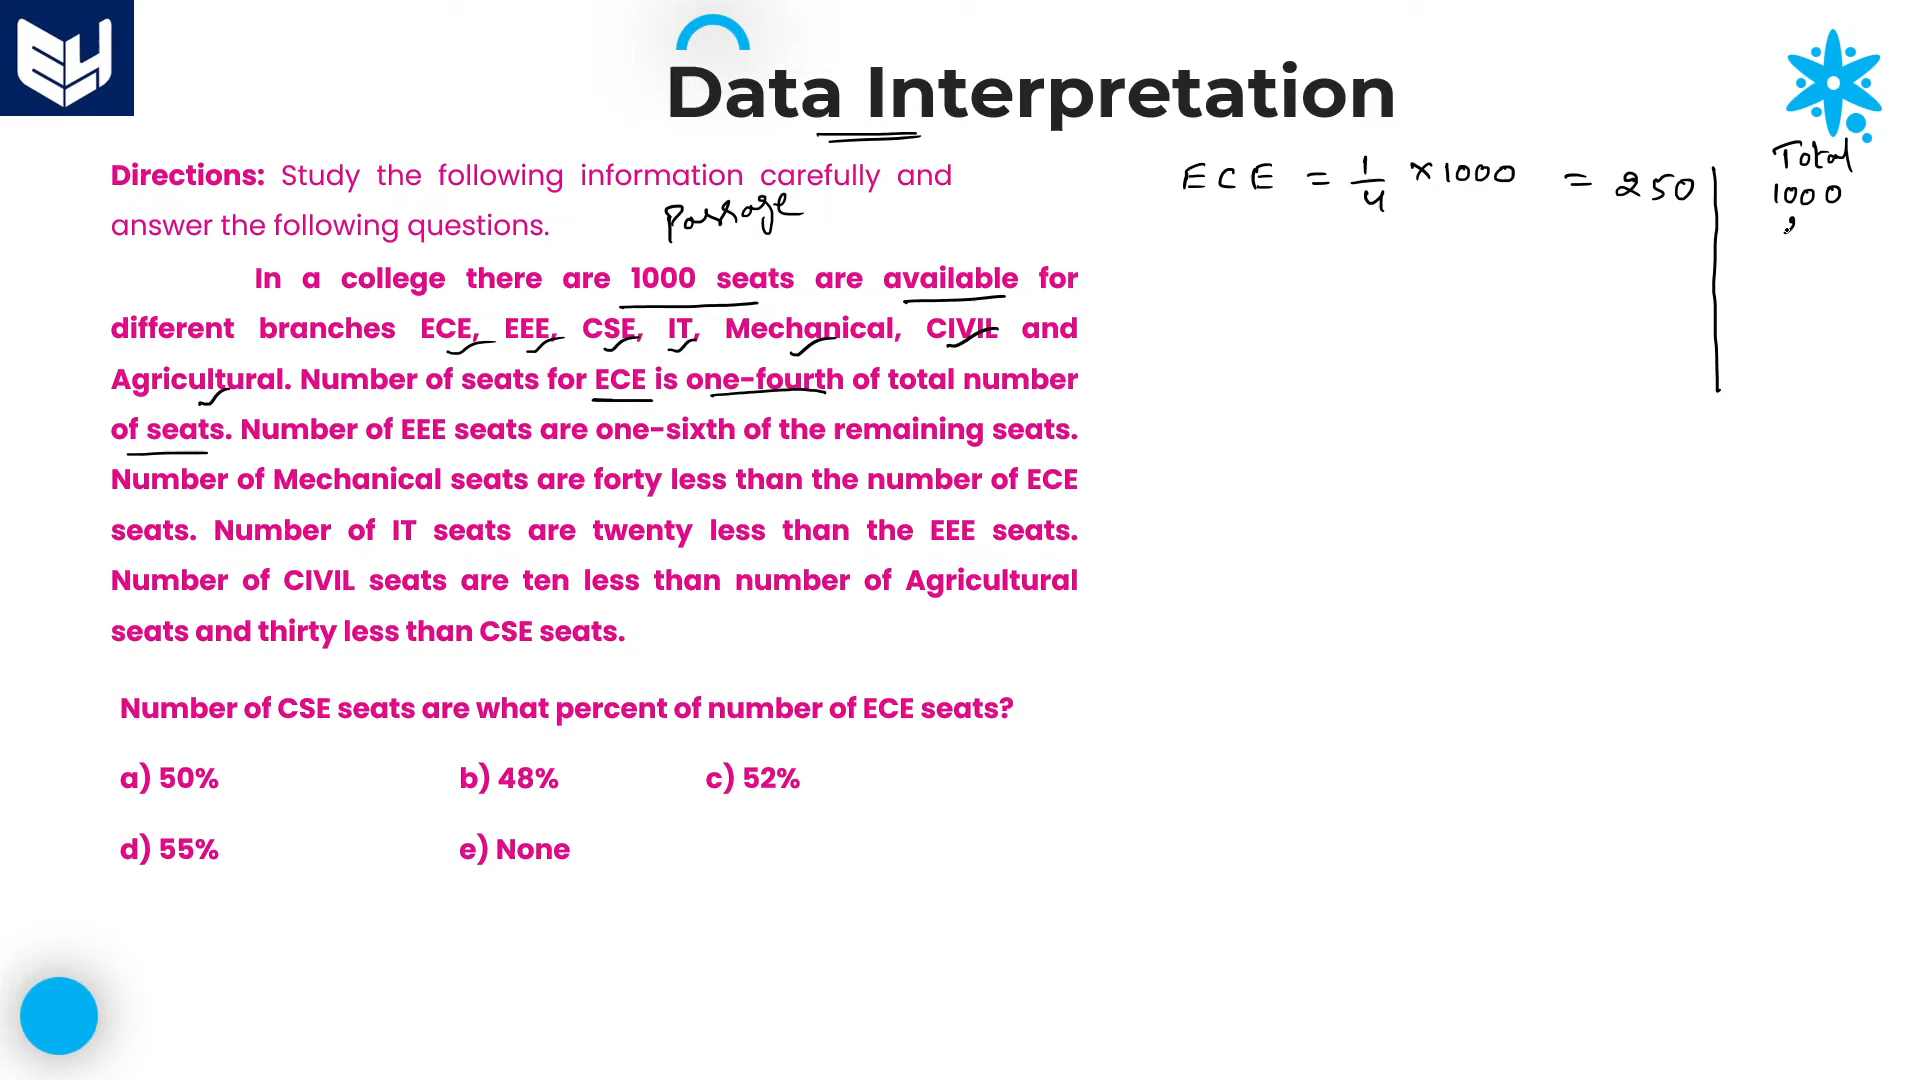 Data Interpretation
Directions: Study the following information carefully and
answer the following questions.
Passage
In a college there are 1000 seats are available for
different branches ECE, EEE, CSE, IT, Mechanical, CIVIL and
Agricultural. Number of seats for ECE is one-fourth of total number
of seats. Number of EEE seats are one-sixth of the remaining seats.
Number of Mechanical seats are forty less than the number of ECE
seats. Number of IT seats are twenty less than the EEE seats.
Number of CIVIL seats are ten less than number of Agricultural
seats and thirty less than CSE seats.
Number of CSE seats are what percent of number of ECE seats?
a) 50% b) 48% c) 52%
d) 55% e) None
ECE = 1/4 × 1000 = 250
Total
1000